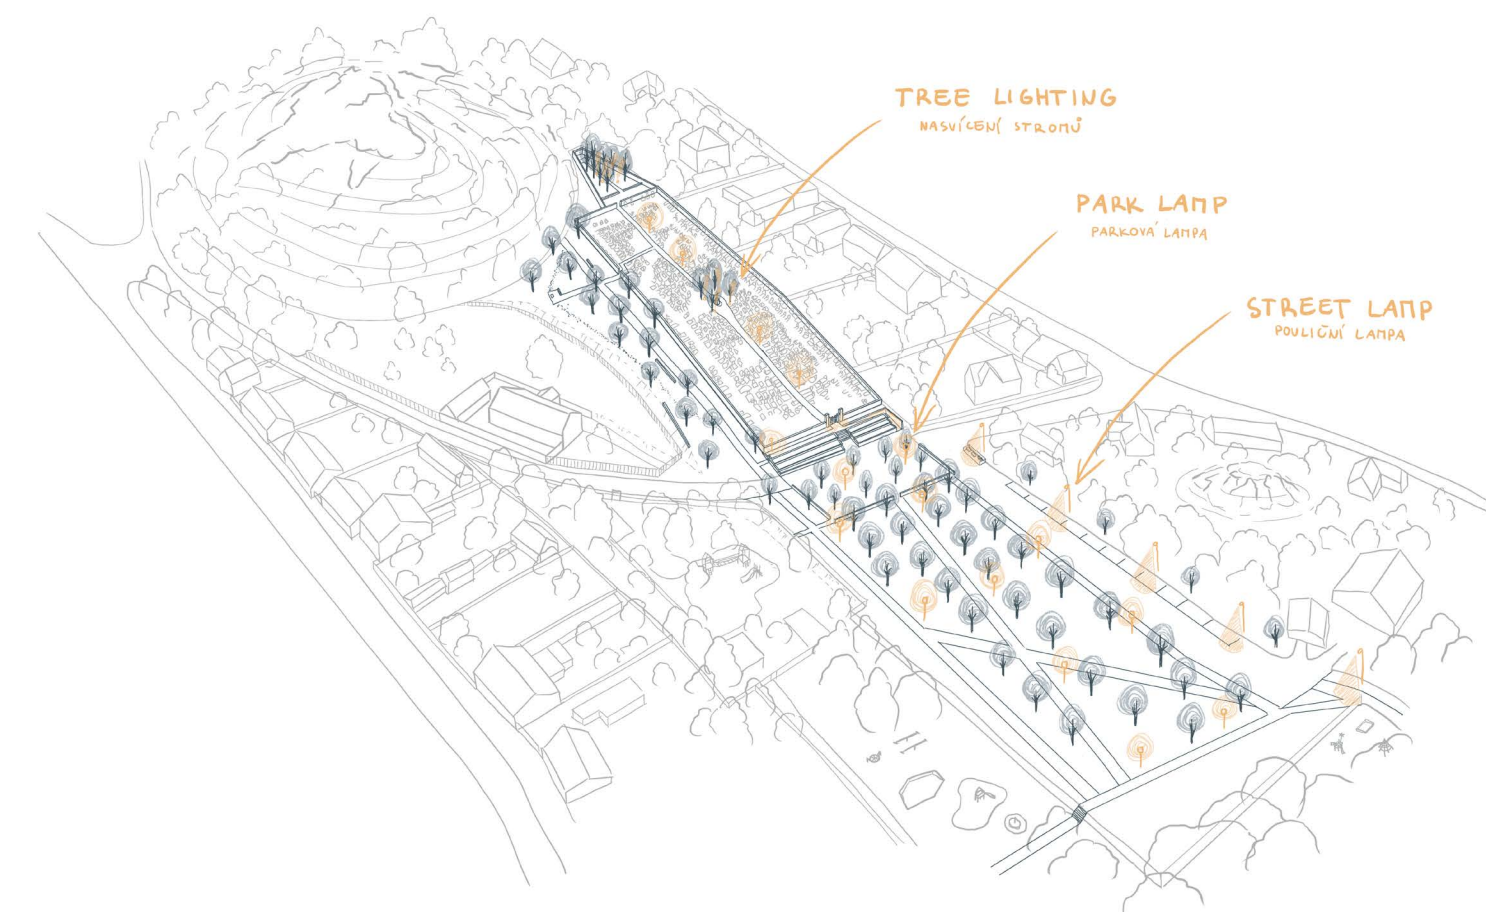 TREE LIGHTING
NASVÍCENÍ STROMŮ
PARK LAMP
PARKOVÁ LAMPA
STREET LAMP
POULIČNÍ LAMPA